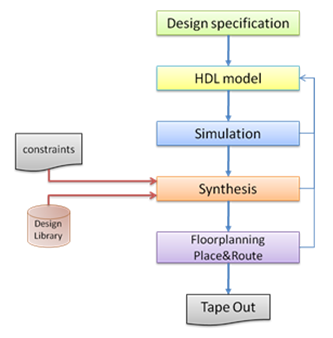 Design specification
HDL model
Simulation
constraints
Synthesis
Design
Library
Floorplanning
Place&Route
Tape Out